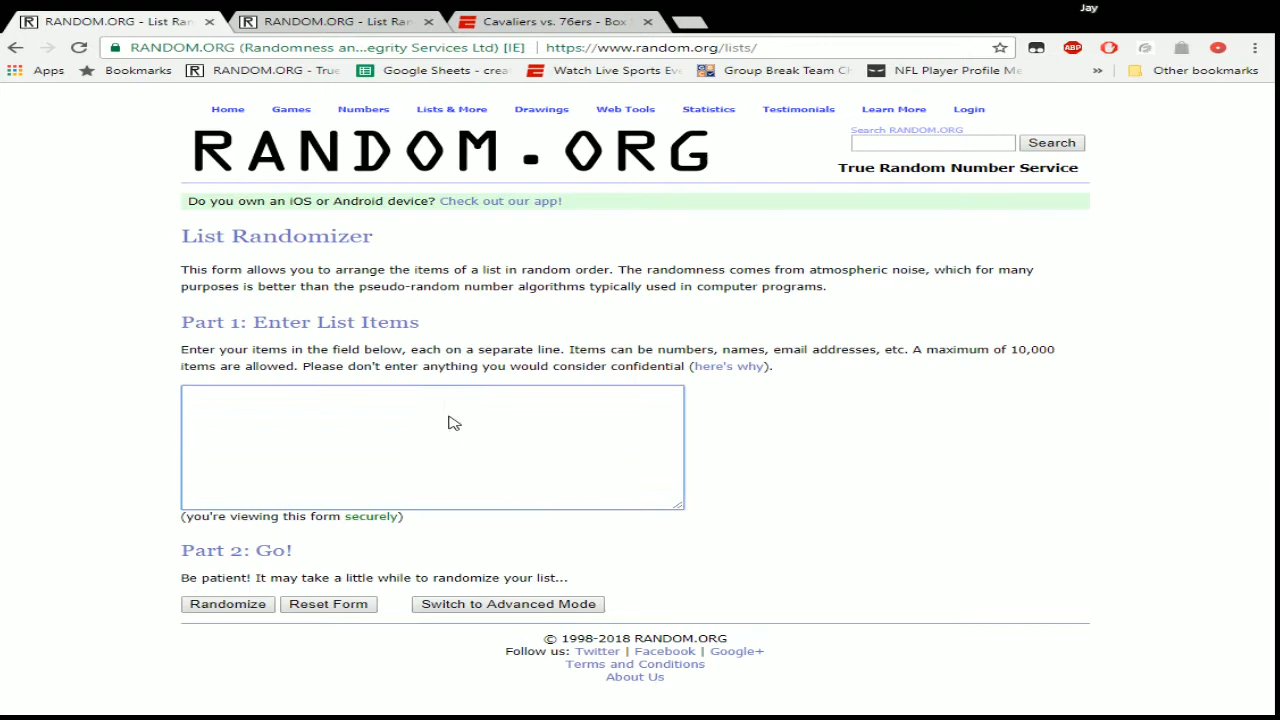 Jay
RANDOM.ORG - List Ran
RANDOM.ORG - List Ran
Cavaliers vs. 76ers - Box S
RANDOM.ORG (Randomness an...egrity Services Ltd) [IE]
https://www.random.org/lists/
ABP
Apps
Bookmarks
RANDOM.ORG - True
Google Sheets - crea
Watch Live Sports Eve
Group Break Team Ch
NFL Player Profile Me
»
Other bookmarks
Home Games Numbers Lists & More Drawings Web Tools Statistics Testimonials Learn More Login
RANDOM.ORG
Search RANDOM.ORG
Search
True Random Number Service
Do you own an iOS or Android device? Check out our app!
List Randomizer
This form allows you to arrange the items of a list in random order. The randomness comes from atmospheric noise, which for many
purposes is better than the pseudo-random number algorithms typically used in computer programs.
Part 1: Enter List Items
Enter your items in the field below, each on a separate line. Items can be numbers, names, email addresses, etc. A maximum of 10,000
items are allowed. Please don't enter anything you would consider confidential (here's why).
(you're viewing this form securely)
Part 2: Go!
Be patient! It may take a little while to randomize your list...
Randomize Reset Form Switch to Advanced Mode
© 1998-2018 RANDOM.ORG
Follow us: Twitter | Facebook | Google+
Terms and Conditions
About Us